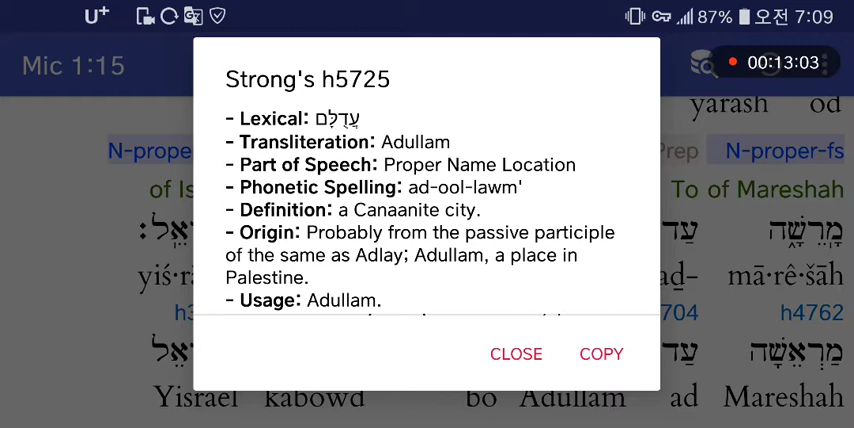 U+ 87% 오전 7:09
Mic 1:15 00:13:03
yarash od
Strong's h5725
- Lexical: עֲדֻלָּם
- Transliteration: Adullam
- Part of Speech: Proper Name Location
- Phonetic Spelling: ad-ool-lawm'
- Definition: a Canaanite city.
- Origin: Probably from the passive participle
of the same as Adlay; Adullam, a place in
Palestine.
- Usage: Adullam.
CLOSE COPY
N-prope Prep N-proper-fs
of Is To of Mareshah
מָֽרֵשָׁ֑ה
yiś·r aḏ- mā·rê·šāh
h3 704 h4762
מַרְאֵשָׁה
Yisrael kabowd bo Adullam ad Mareshah